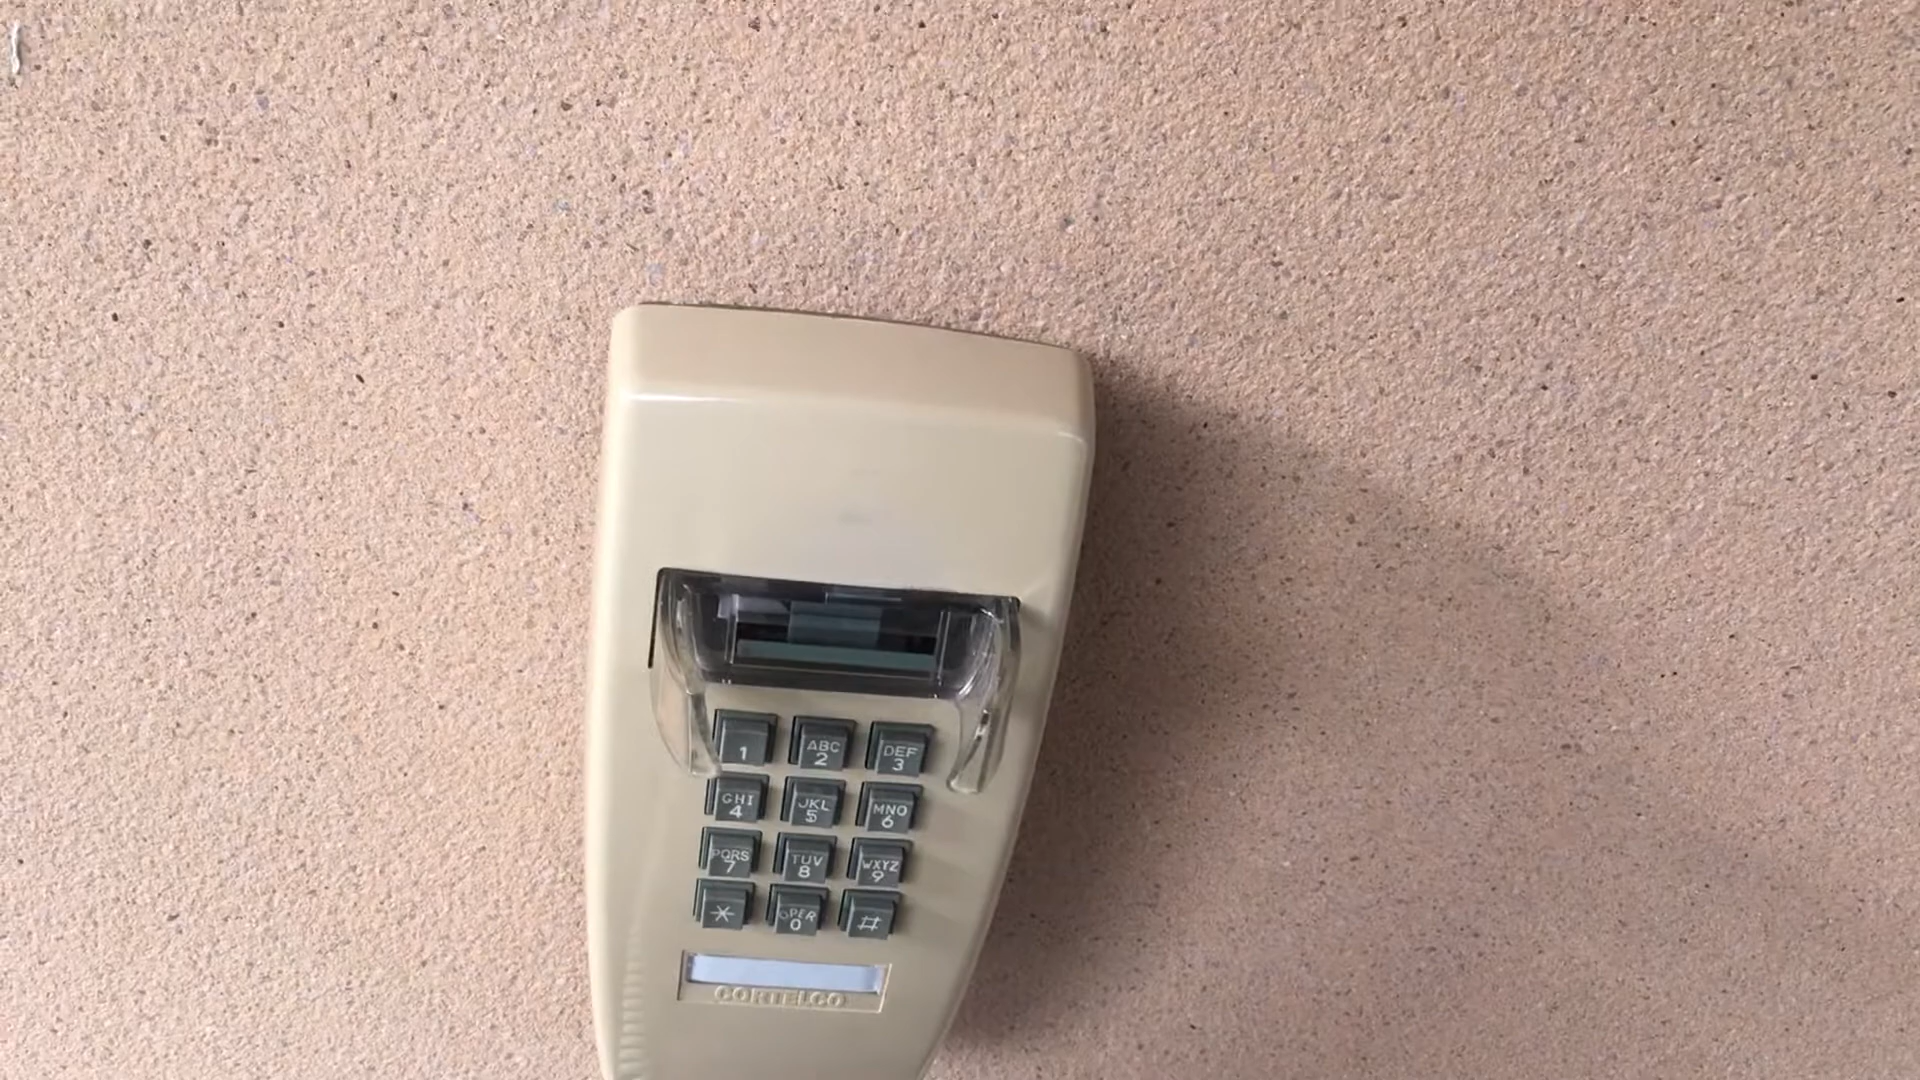 1 ABC DEF
2 3
GHI JKL MNO
4 5 6
PQRS TUV WXYZ
7 8 9
* OPER #
0
CORTELCO